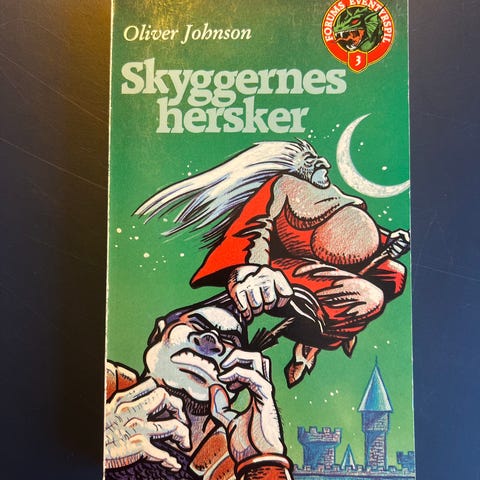 Oliver Johnson
FORUMS EVENTYRSPIL
3
Skyggernes
hersker